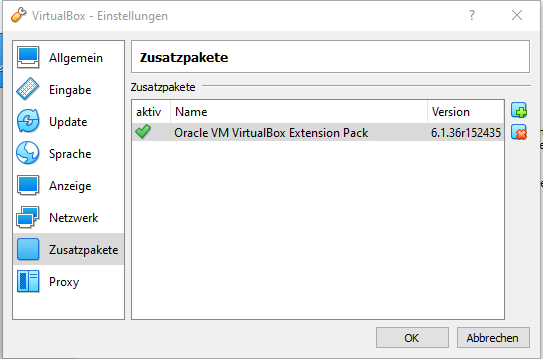 VirtualBox - Einstellungen
?
Allgemein
Eingabe
Update
Sprache
Anzeige
Netzwerk
Zusatzpakete
Proxy
Zusatzpakete
Zusatzpakete
aktiv Name Version
Oracle VM VirtualBox Extension Pack 6.1.36r152435
OK Abbrechen